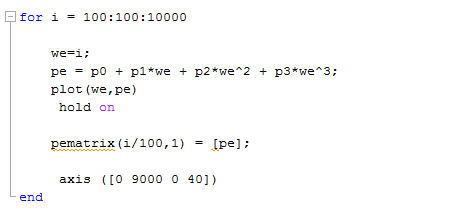 for i = 100:100:10000
we=i;
pe = p0 + p1*we + p2*we^2 + p3*we^3;
plot(we,pe)
hold on
pematrix(i/100,1) = [pe];
axis ([0 9000 0 40])
end